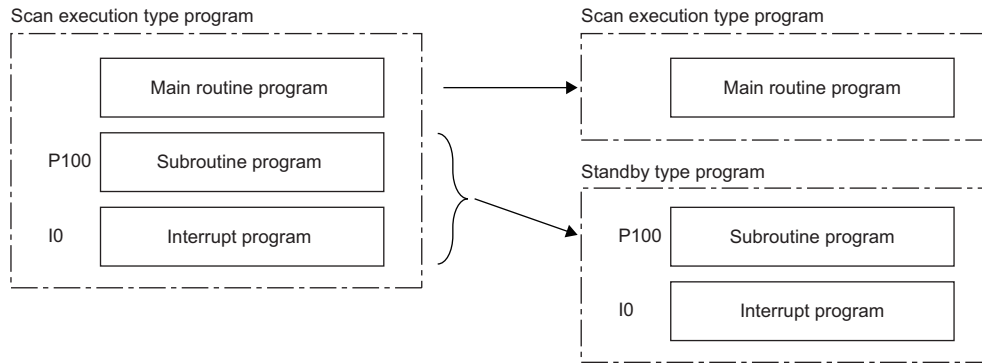 Scan execution type program
Main routine program
P100 Subroutine program
I0 Interrupt program
Scan execution type program
Main routine program
Standby type program
P100 Subroutine program
I0 Interrupt program